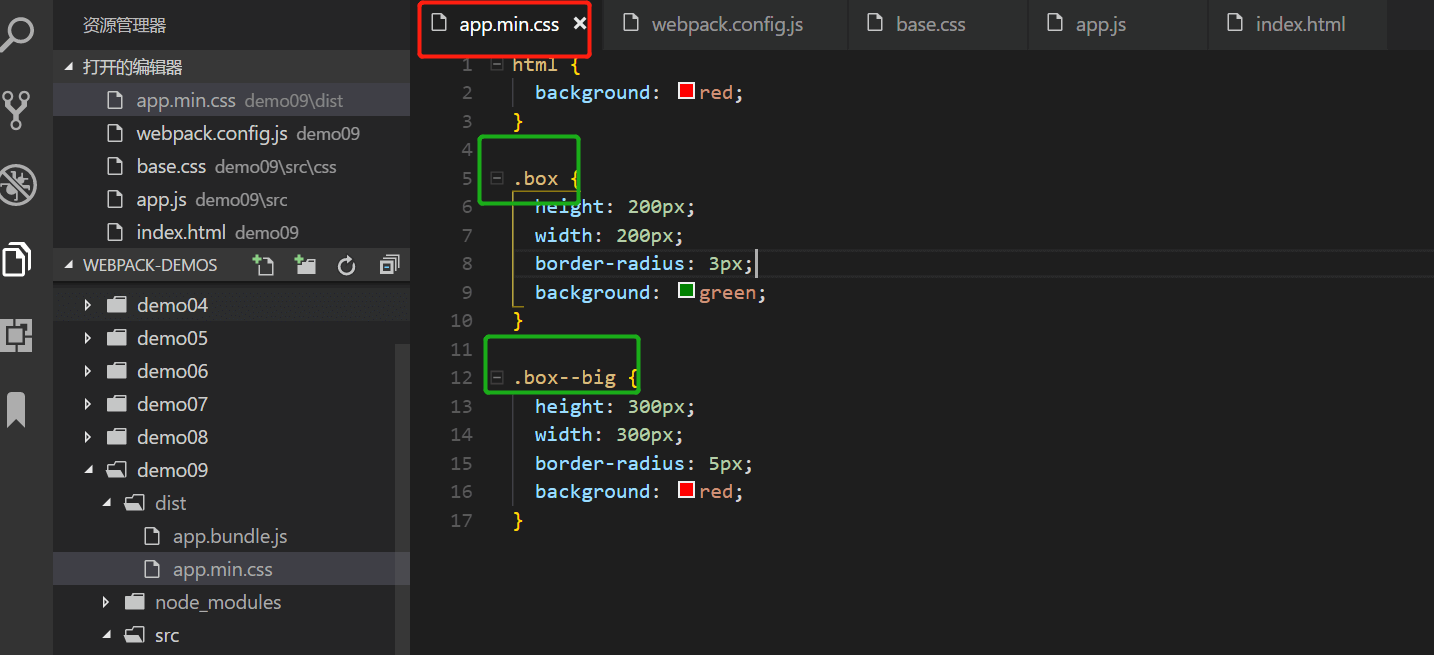 资源管理器
打开的编辑器
app.min.css demo09\dist
webpack.config.js demo09
base.css demo09\src\css
app.js demo09\src
index.html demo09
WEBPACK-DEMOS
demo04
demo05
demo06
demo07
demo08
demo09
dist
app.bundle.js
app.min.css
node_modules
src
app.min.css × webpack.config.js base.css app.js index.html
1 html {
2 background: red;
3 }
4
5 .box {
6 height: 200px;
7 width: 200px;
8 border-radius: 3px;
9 background: green;
10 }
11
12 .box--big {
13 height: 300px;
14 width: 300px;
15 border-radius: 5px;
16 background: red;
17 }